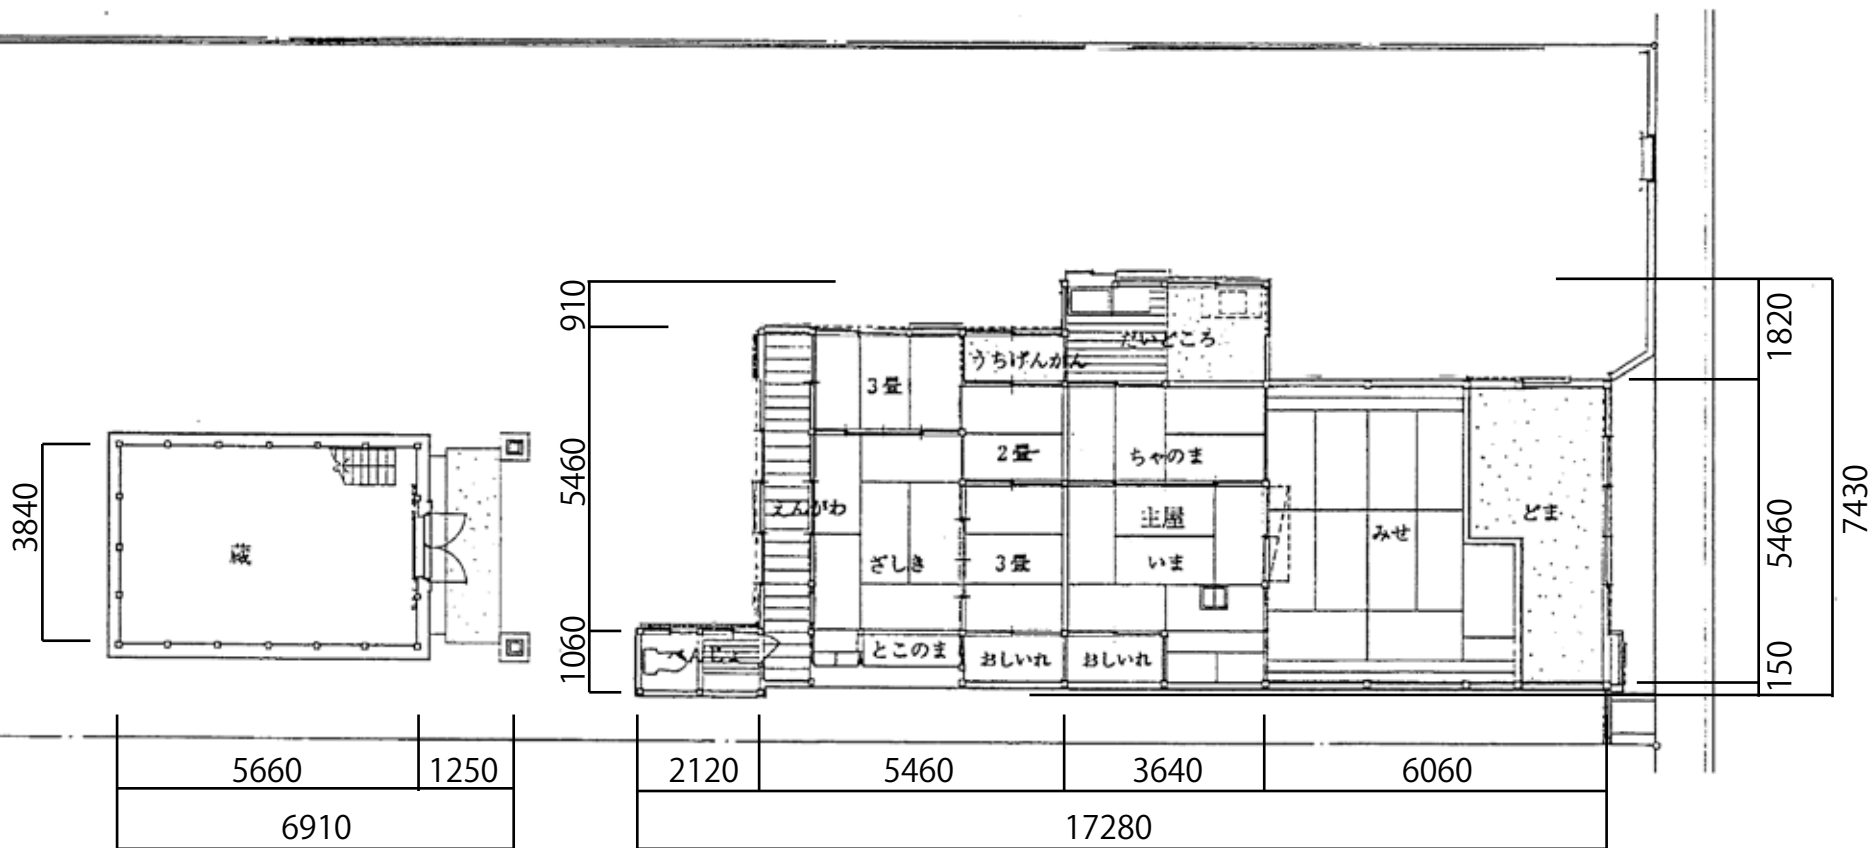 910
5460
1060
3840
1820
5460
150
7430
だいどころ
うちげんかん
3畳
2畳
ちゃのま
えんがわ
主屋
どま
みせ
ざしき
3畳
いま
蔵
とこのま
おしいれ
おしいれ
5660
1250
6910
2120
5460
3640
6060
17280